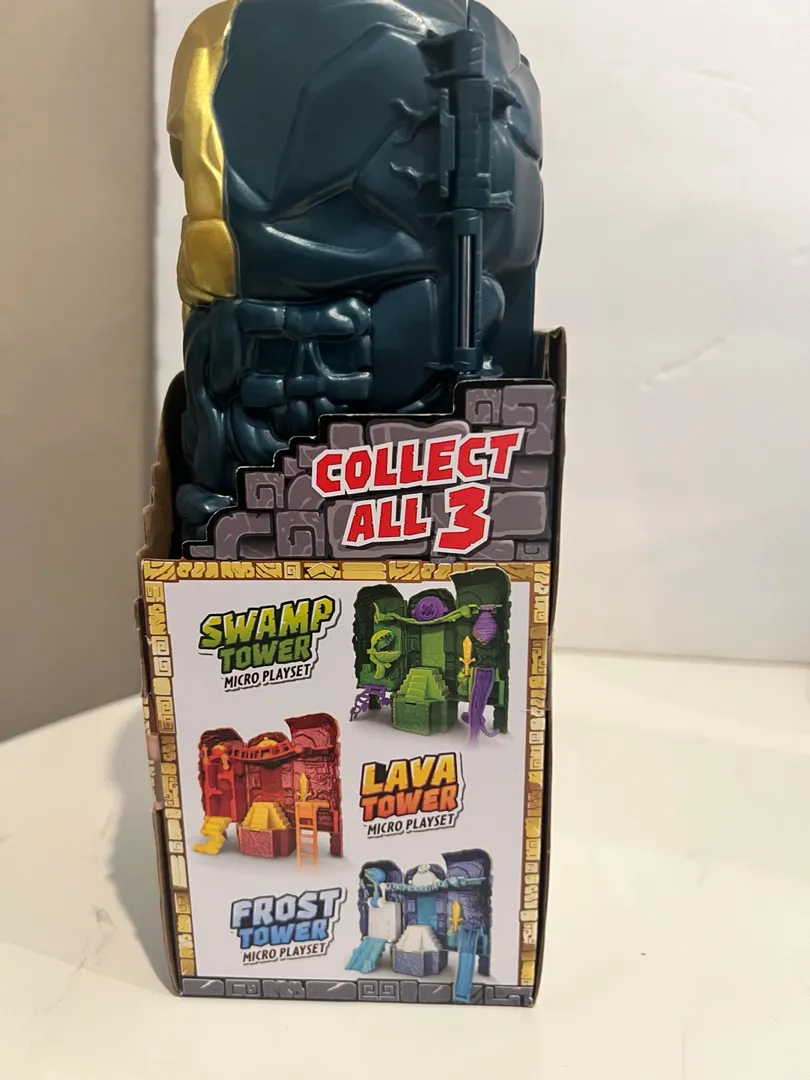 COLLECT
ALL 3
SWAMP
TOWER
MICRO PLAYSET
LAVA
TOWER
MICRO PLAYSET
FROST
TOWER
MICRO PLAYSET